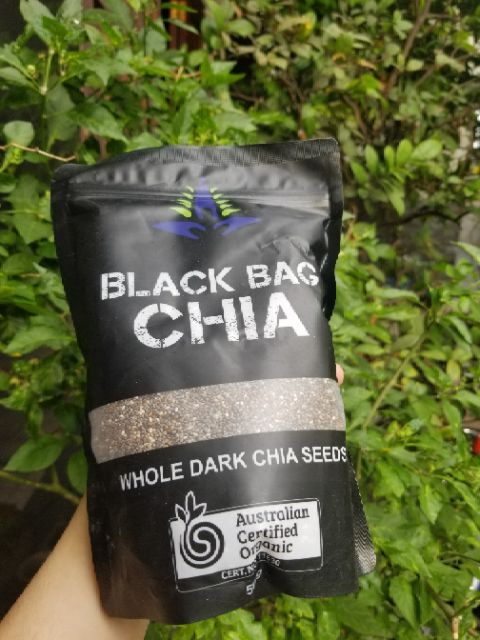 BLACK BAG
CHIA
WHOLE DARK CHIA SEEDS
Australian
Certified
Organic